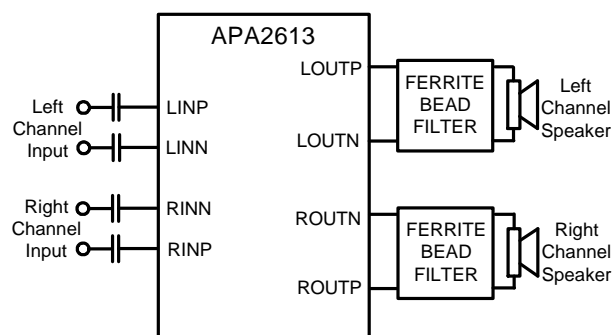 APA2613
Left
Channel
Input
Right
Channel
Input
LINP
LINN
RINN
RINP
LOUTP
LOUTN
ROUTN
ROUTP
FERRITE
BEAD
FILTER
Left
Channel
Speaker
FERRITE
BEAD
FILTER
Right
Channel
Speaker